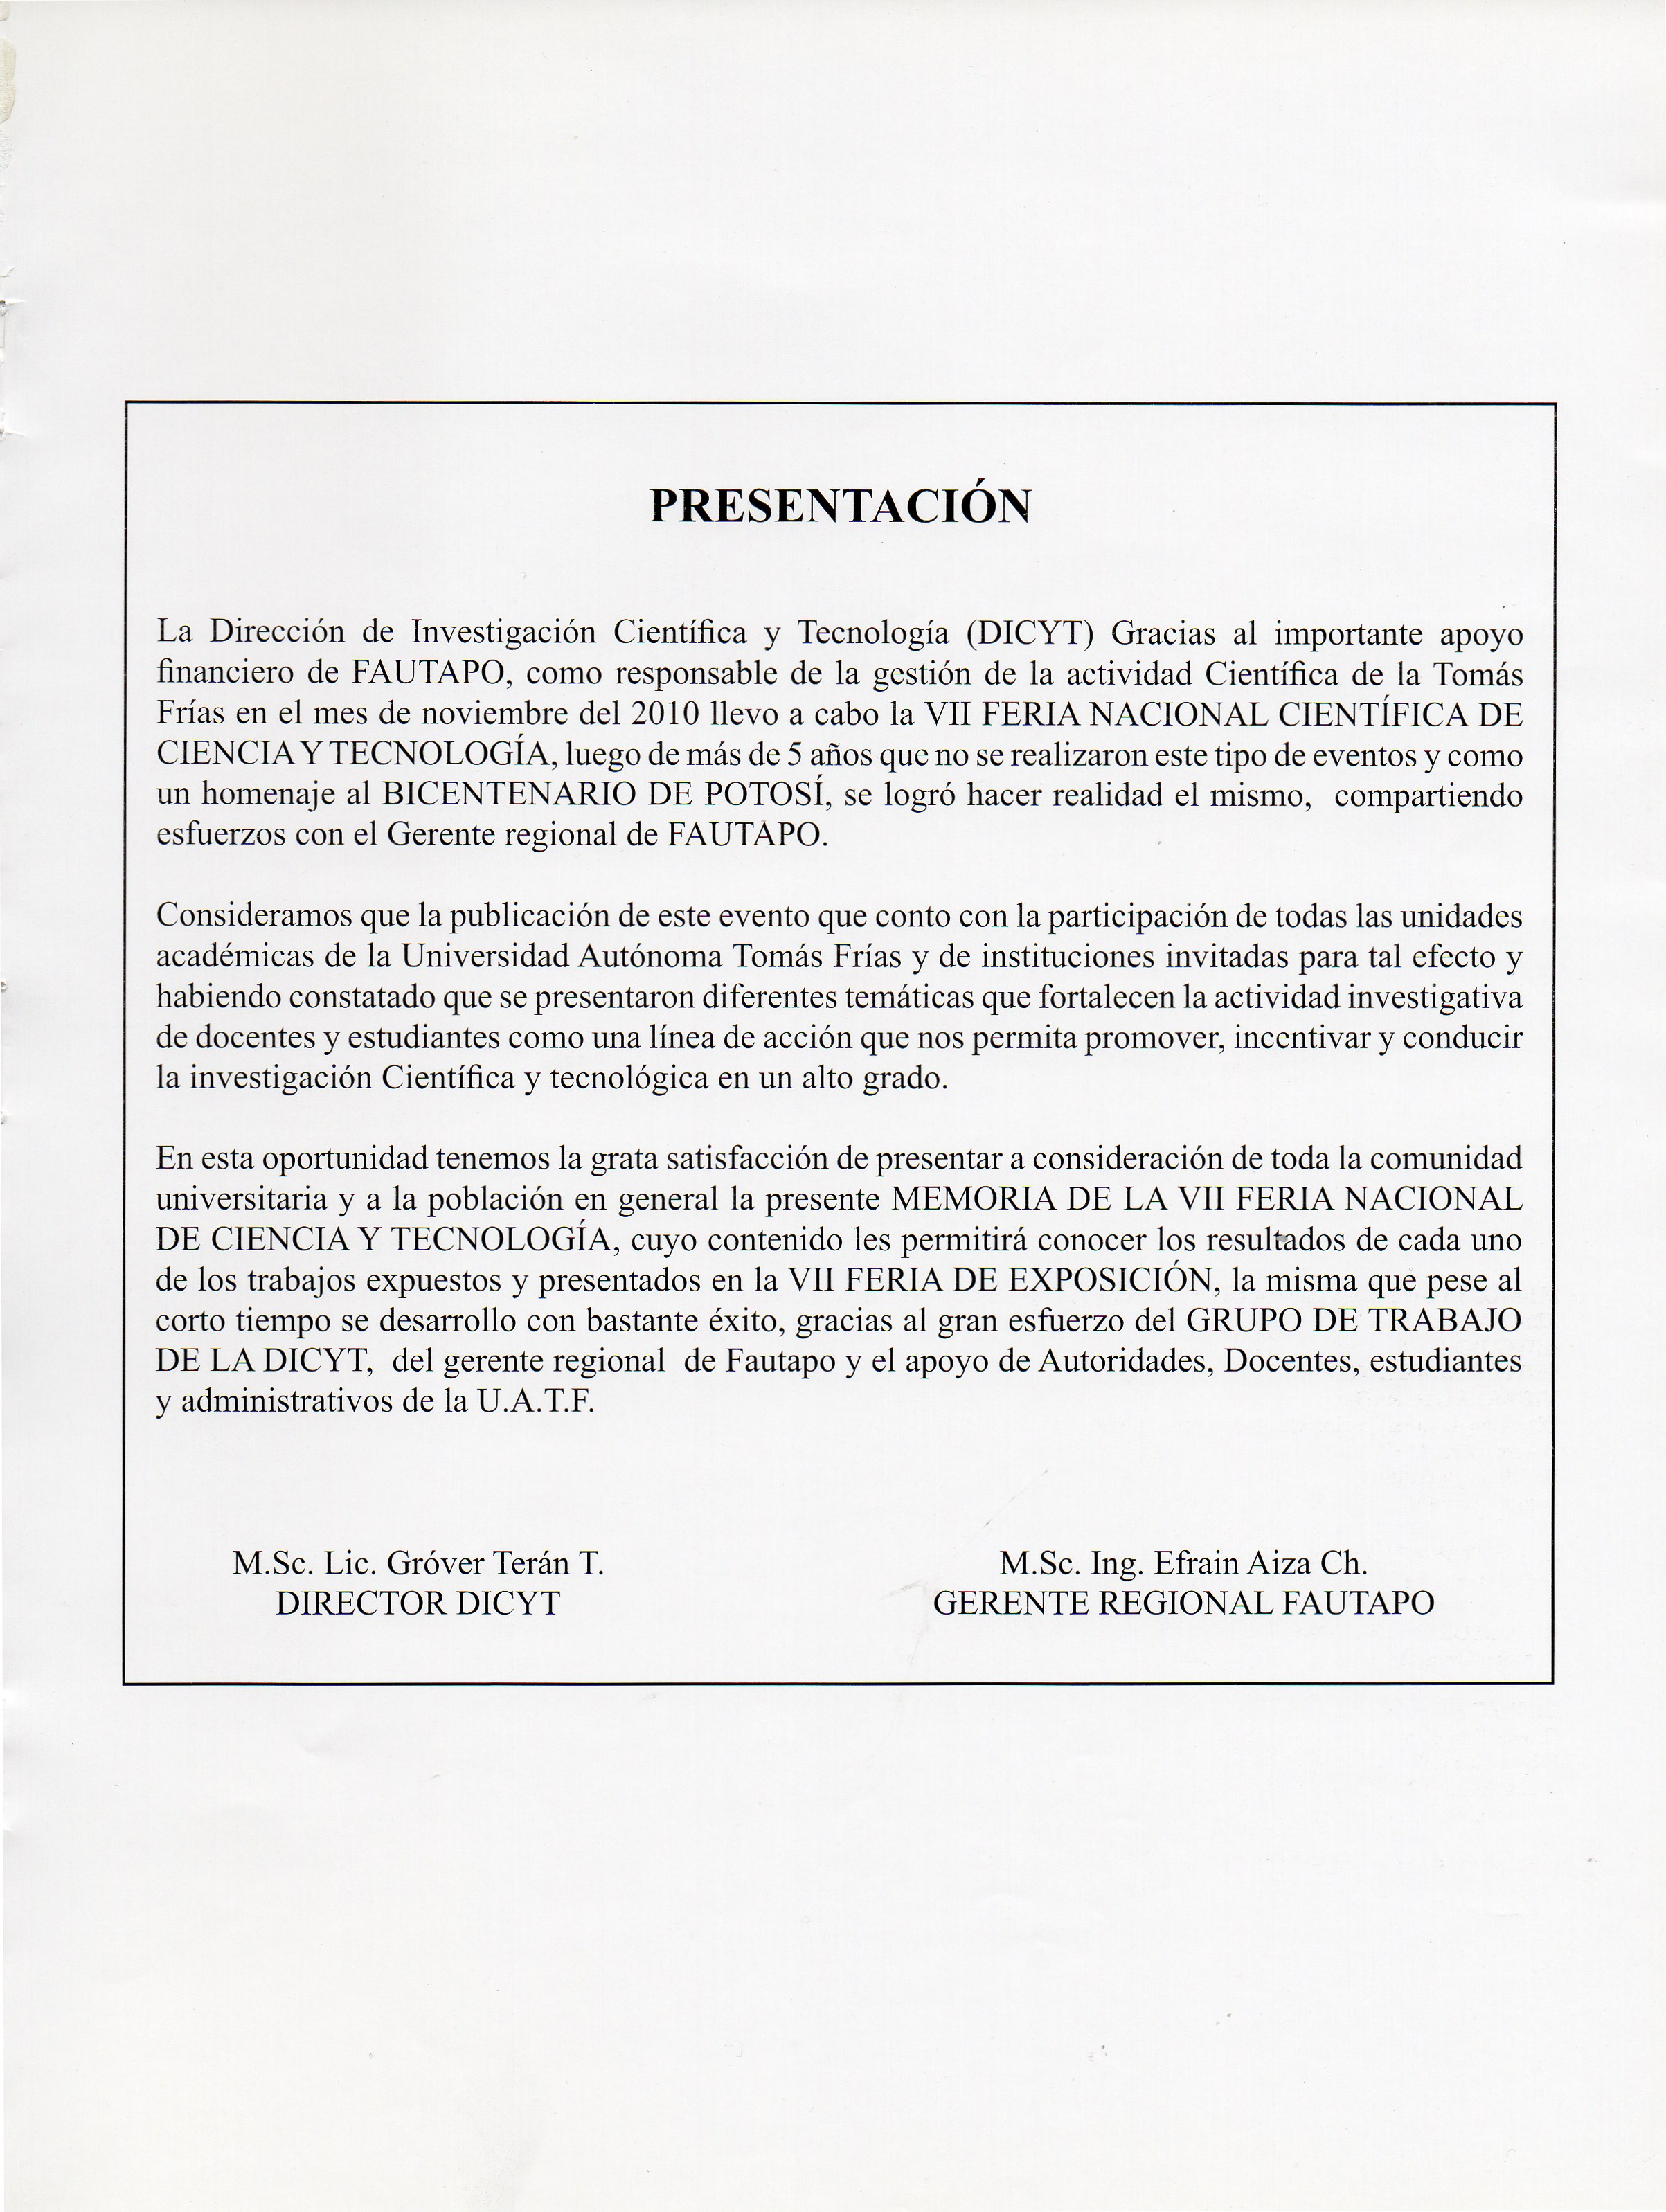 PRESENTACIÓN
La Dirección de Investigación Científica y Tecnología (DICYT) Gracias al importante apoyo
financiero de FAUTAPO, como responsable de la gestión de la actividad Científica de la Tomás
Frías en el mes de noviembre del 2010 llevo a cabo la VII FERIA NACIONAL CIENTÍFICA DE
CIENCIA Y TECNOLOGÍA, luego de más de 5 años que no se realizaron este tipo de eventos y como
un homenaje al BICENTENARIO DE POTOSÍ, se logró hacer realidad el mismo, compartiendo
esfuerzos con el Gerente regional de FAUTAPO.
Consideramos que la publicación de este evento que conto con la participación de todas las unidades
académicas de la Universidad Autónoma Tomás Frías y de instituciones invitadas para tal efecto y
habiendo constatado que se presentaron diferentes temáticas que fortalecen la actividad investigativa
de docentes y estudiantes como una línea de acción que nos permita promover, incentivar y conducir
la investigación Científica y tecnológica en un alto grado.
En esta oportunidad tenemos la grata satisfacción de presentar a consideración de toda la comunidad
universitaria y a la población en general la presente MEMORIA DE LA VII FERIA NACIONAL
DE CIENCIA Y TECNOLOGÍA, cuyo contenido les permitirá conocer los resultados de cada uno
de los trabajos expuestos y presentados en la VII FERIA DE EXPOSICIÓN, la misma que pese al
corto tiempo se desarrollo con bastante éxito, gracias al gran esfuerzo del GRUPO DE TRABAJO
DE LA DICYT, del gerente regional de Fautapo y el apoyo de Autoridades, Docentes, estudiantes
y administrativos de la U.A.T.F.
M.Sc. Lic. Gróver Terán T.
DIRECTOR DICYT
M.Sc. Ing. Efrain Aiza Ch.
GERENTE REGIONAL FAUTAPO